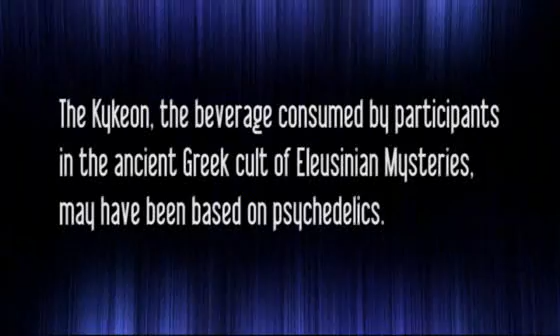 The Kykeon, the beverage consumed by participants
in the ancient Greek cult of Eleusinian Mysteries,
may have been based on psychedelics.